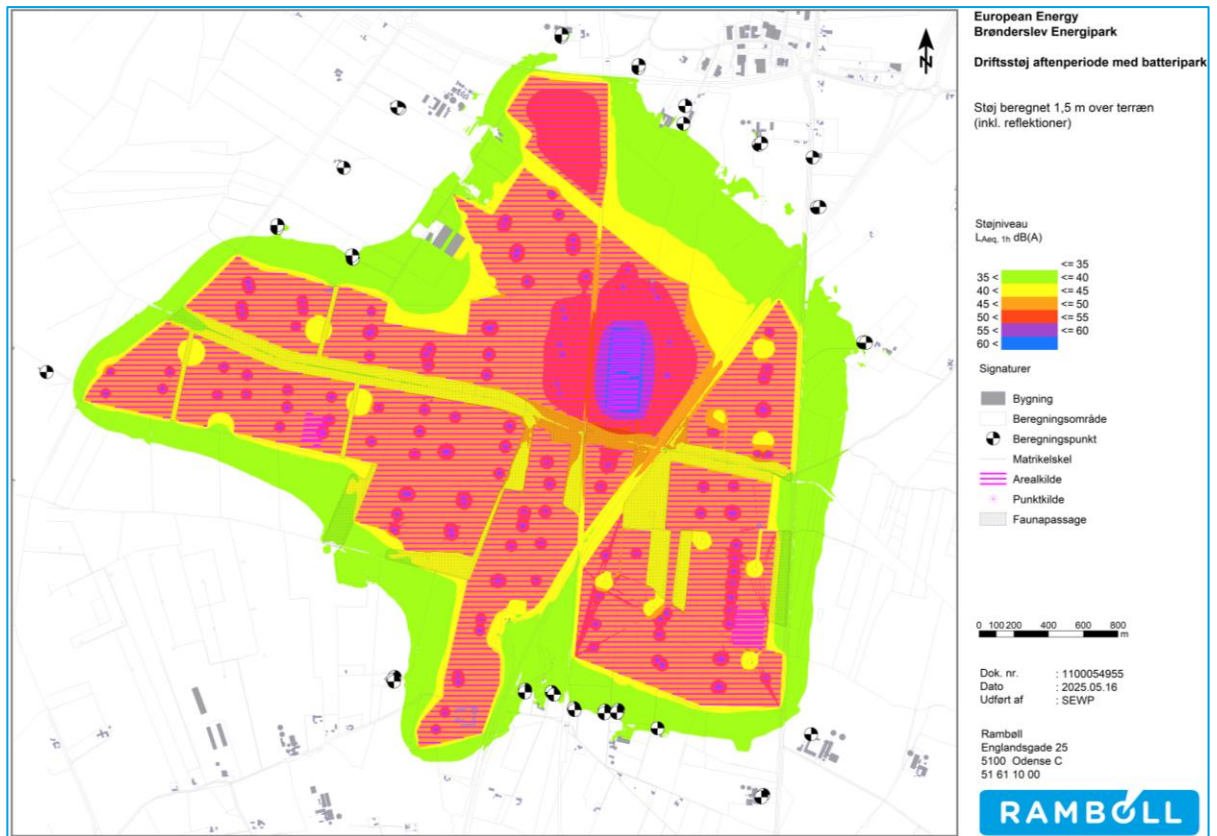 European Energy
Brønderslev Energipark
Driftsstøj aftenperiode med batteripark
Støj beregnet 1,5 m over terræn
(inkl. reflektioner)
N
Støjniveau
LAeq, 1h dB(A)
<= 35
35 < <= 40
40 < <= 45
45 < <= 50
50 < <= 55
55 < <= 60
60 <
Signaturer
Bygning
Beregningsområde
Beregningspunkt
Matrikelskel
Arealkilde
Punktkilde
Faunapassage
0 100 200 400 600 800
m
Dok. nr. : 1100054955
Dato : 2025.05.16
Udført af : SEWP
Rambøll
Englandsgade 25
5100 Odense C
51 61 10 00
RAMBOLL